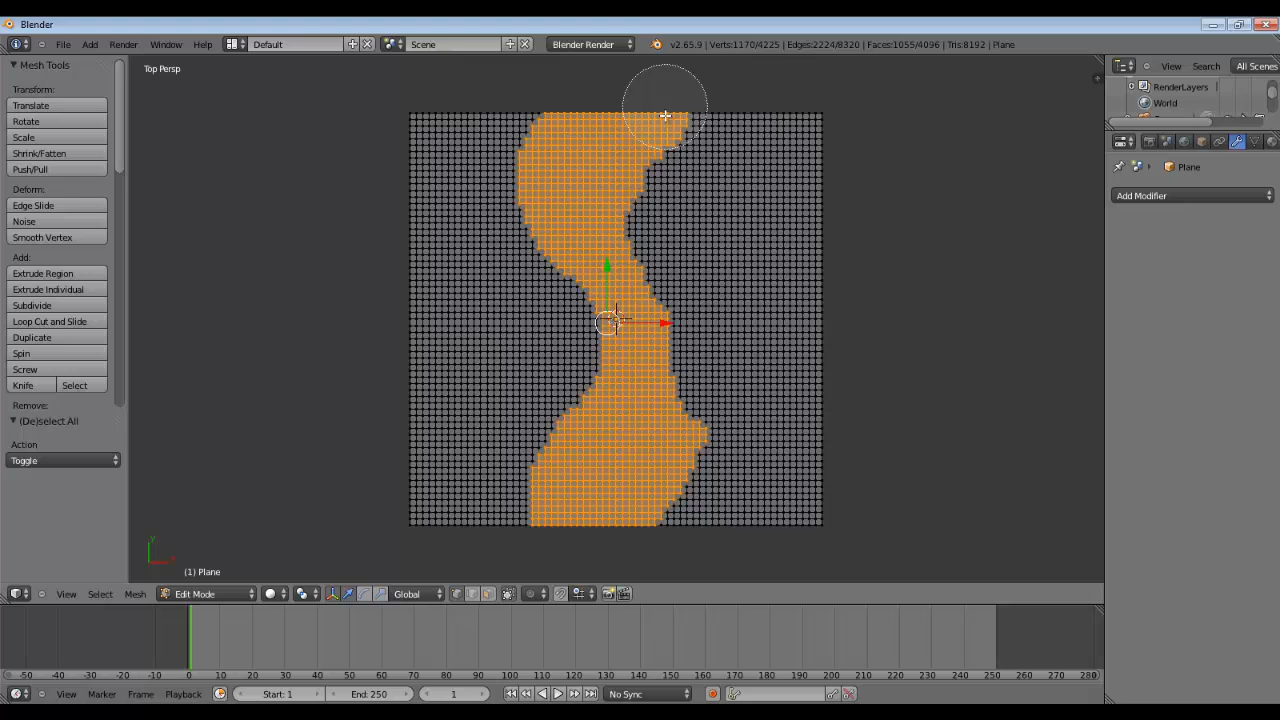 Blender
File Add Render Window Help Default Scene Blender Render v2.65.9 | Verts:1170/4225 | Edges:2224/8320 | Faces:1055/4096 | Tris:8192 | Plane
Mesh Tools
Transform:
Translate
Rotate
Scale
Shrink/Fatten
Push/Pull
Deform:
Edge Slide
Noise
Smooth Vertex
Add:
Extrude Region
Extrude Individual
Subdivide
Loop Cut and Slide
Duplicate
Spin
Screw
Knife Select
Remove:
(De)select All
Action
Toggle
Top Persp
(1) Plane
View Search All Scenes
RenderLayers
World
Plane
Add Modifier
View Select Mesh Edit Mode Global
-50 -40 -30 -20 -10 0 10 20 30 40 50 60 70 80 90 100 110 120 130 140 150 160 170 180 190 200 210 220 230 240 250 260 270 280
View Marker Frame Playback Start: 1 End: 250 1 No Sync